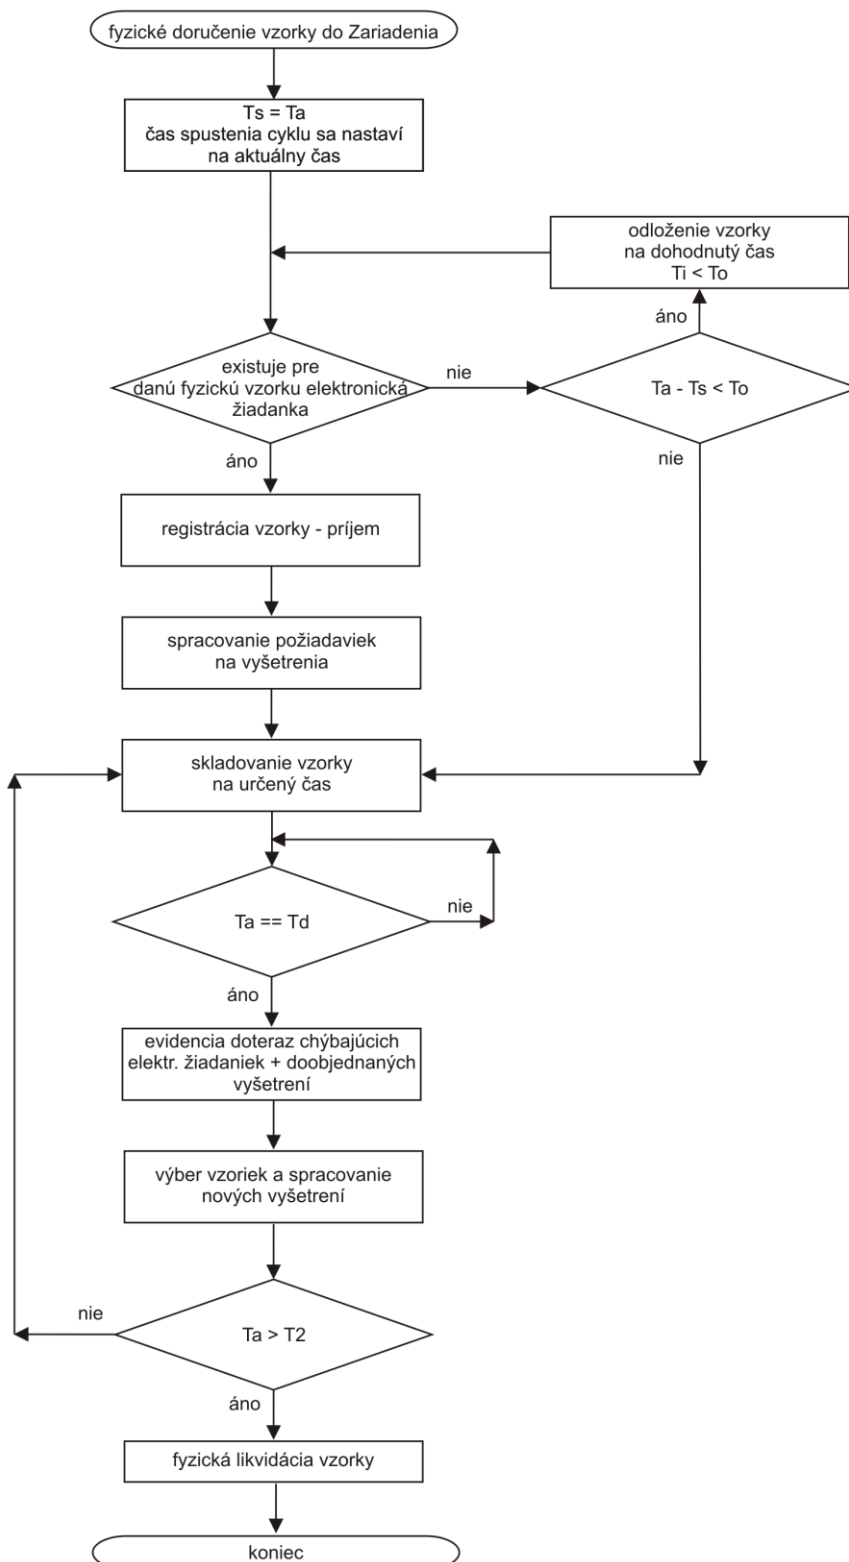 fyzické doručenie vzorky do Zariadenia
Ts = Ta
čas spustenia cyklu sa nastaví
na aktuálny čas
odloženie vzorky
na dohodnutý čas
Ti < To
áno
existuje pre
danú fyzickú vzorku elektronická
žiadanka
nie
Ta - Ts < To
áno
nie
registrácia vzorky - príjem
spracovanie požiadaviek
na vyšetrenia
skladovanie vzorky
na určený čas
Ta == Td
nie
áno
evidencia doteraz chýbajúcich
elektr. žiadaniek + doobjednaných
vyšetrení
výber vzoriek a spracovanie
nových vyšetrení
nie
Ta > T2
áno
fyzická likvidácia vzorky
koniec